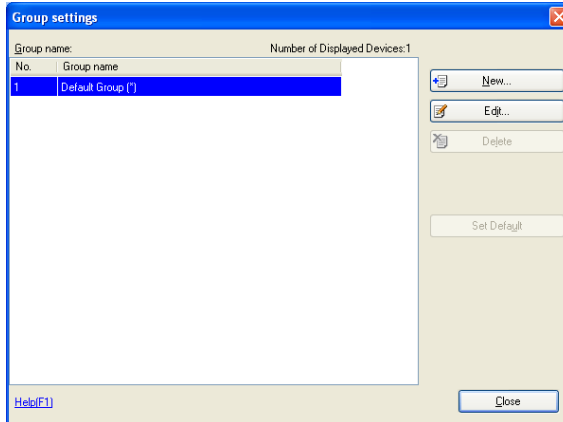 Group settings
Group name: Number of Displayed Devices:1
No. Group name
1 Default Group (*)
New...
Edit...
Delete
Set Default
Help(F1)
Close